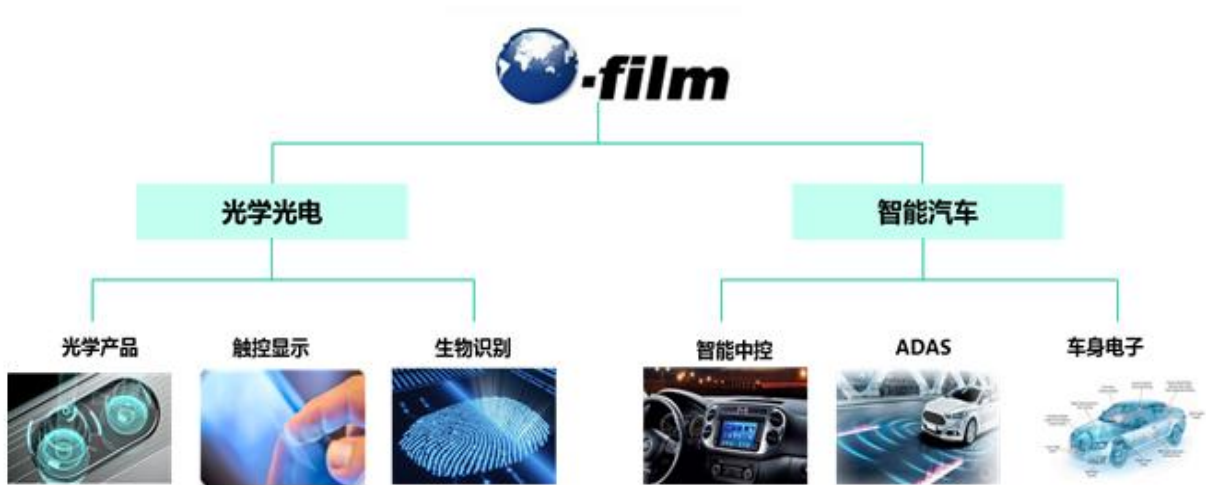 O-film
光学光电
智能汽车
光学产品
触控显示
生物识别
智能中控
ADAS
车身电子